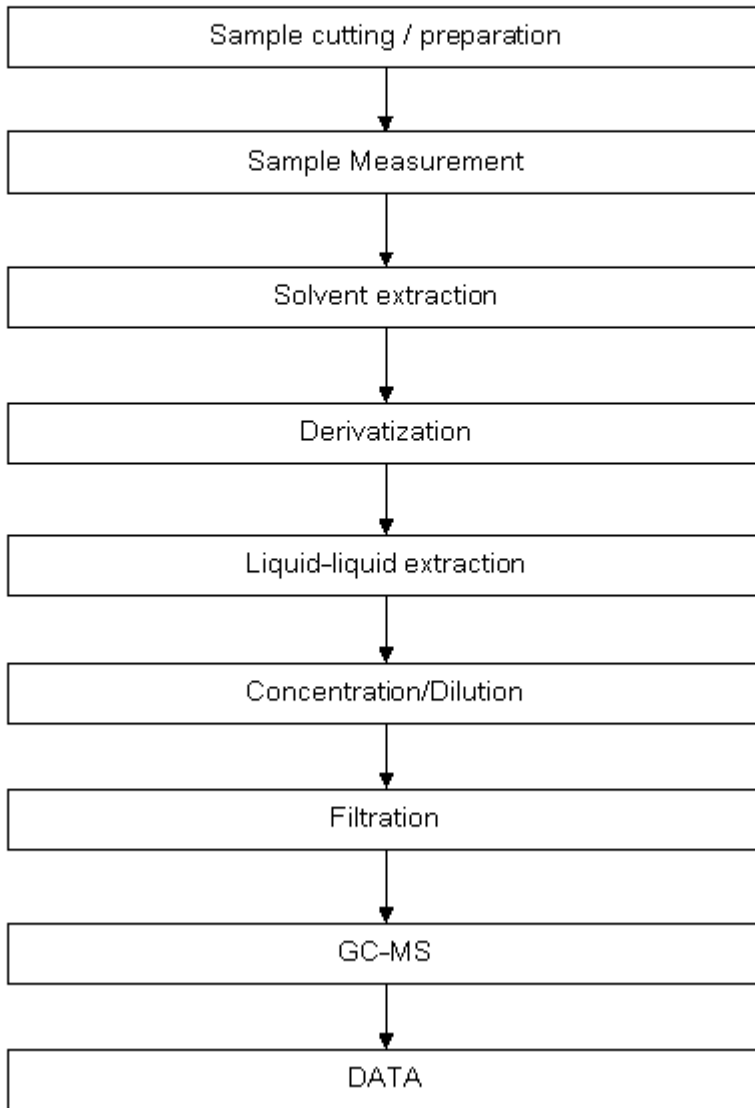 Sample cutting / preparation
Sample Measurement
Solvent extraction
Derivatization
Liquid-liquid extraction
Concentration/Dilution
Filtration
GC-MS
DATA